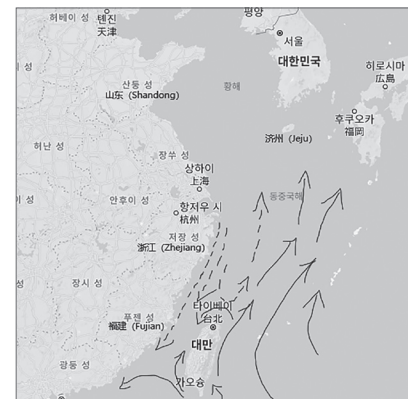 허베이 성
톈진
天津
평양
서울
대한민국
히로시마
広島
성
산둥 성
山东 (Shandong)
황해
후쿠오카
福岡
济州 (Jeju)
허난 성
장쑤 성
상하이
上海
안후이 성
항저우 시
杭州
동중국해
저장 성
浙江 (Zhejiang)
장시 성
푸젠 성
福建 (Fujian)
타이베이
台北
대만
광둥 성
가오슝